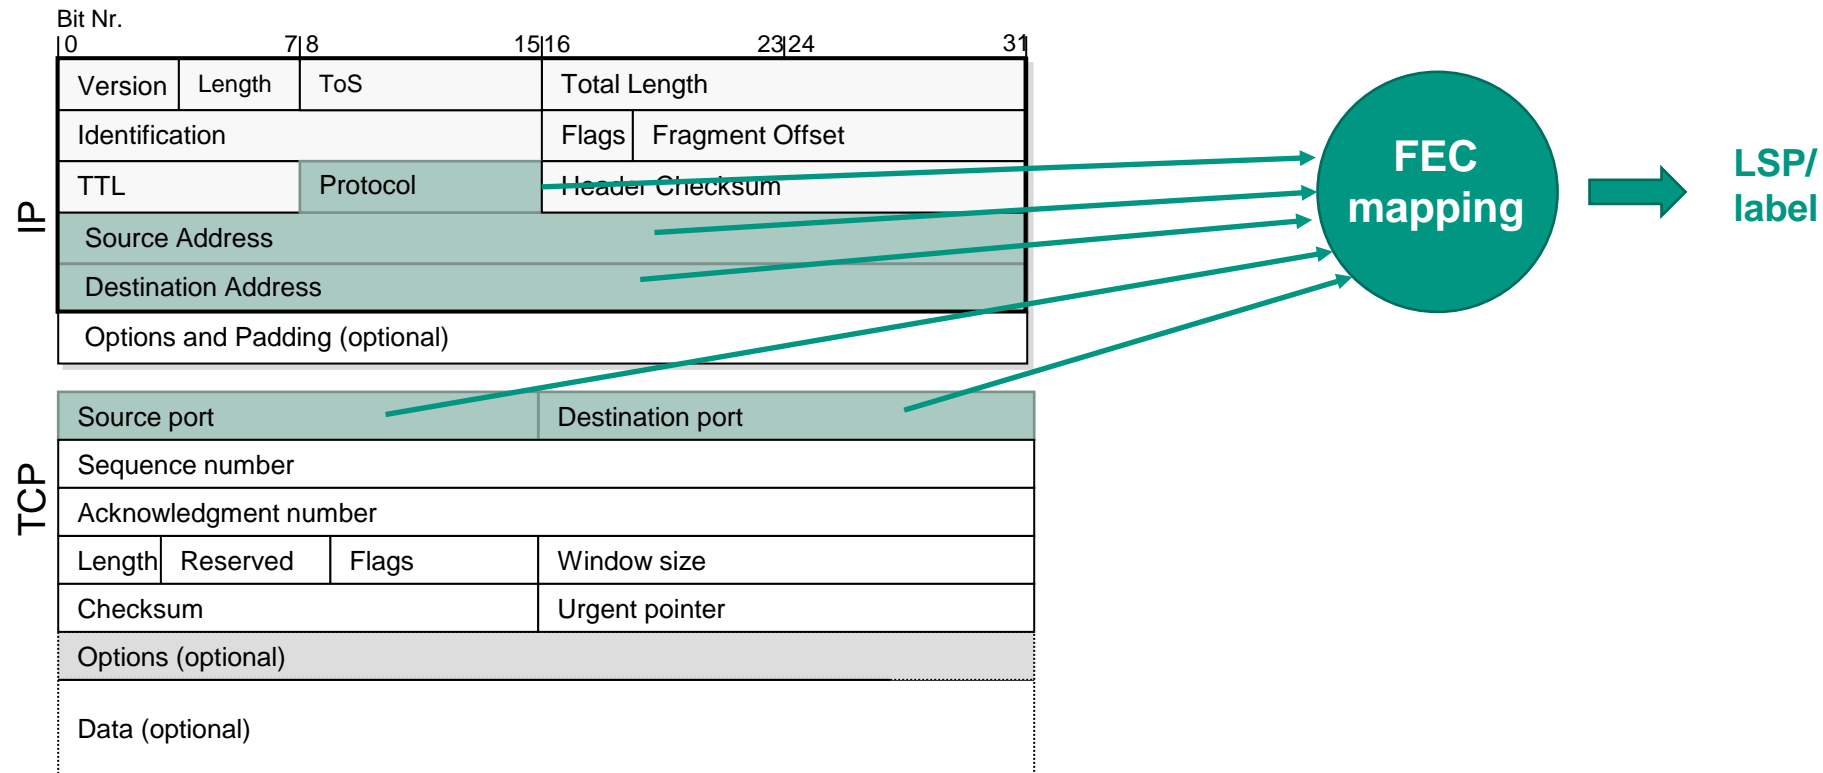 Bit Nr.
0 7 8 15 16 23 24 31
Version Length ToS Total Length
Identification Flags Fragment Offset
TTL Protocol Header Checksum
IP
Source Address
Destination Address
Options and Padding (optional)
FEC
mapping
LSP/
label
TCP
Source port Destination port
Sequence number
Acknowledgment number
Length Reserved Flags Window size
Checksum Urgent pointer
Options (optional)
Data (optional)